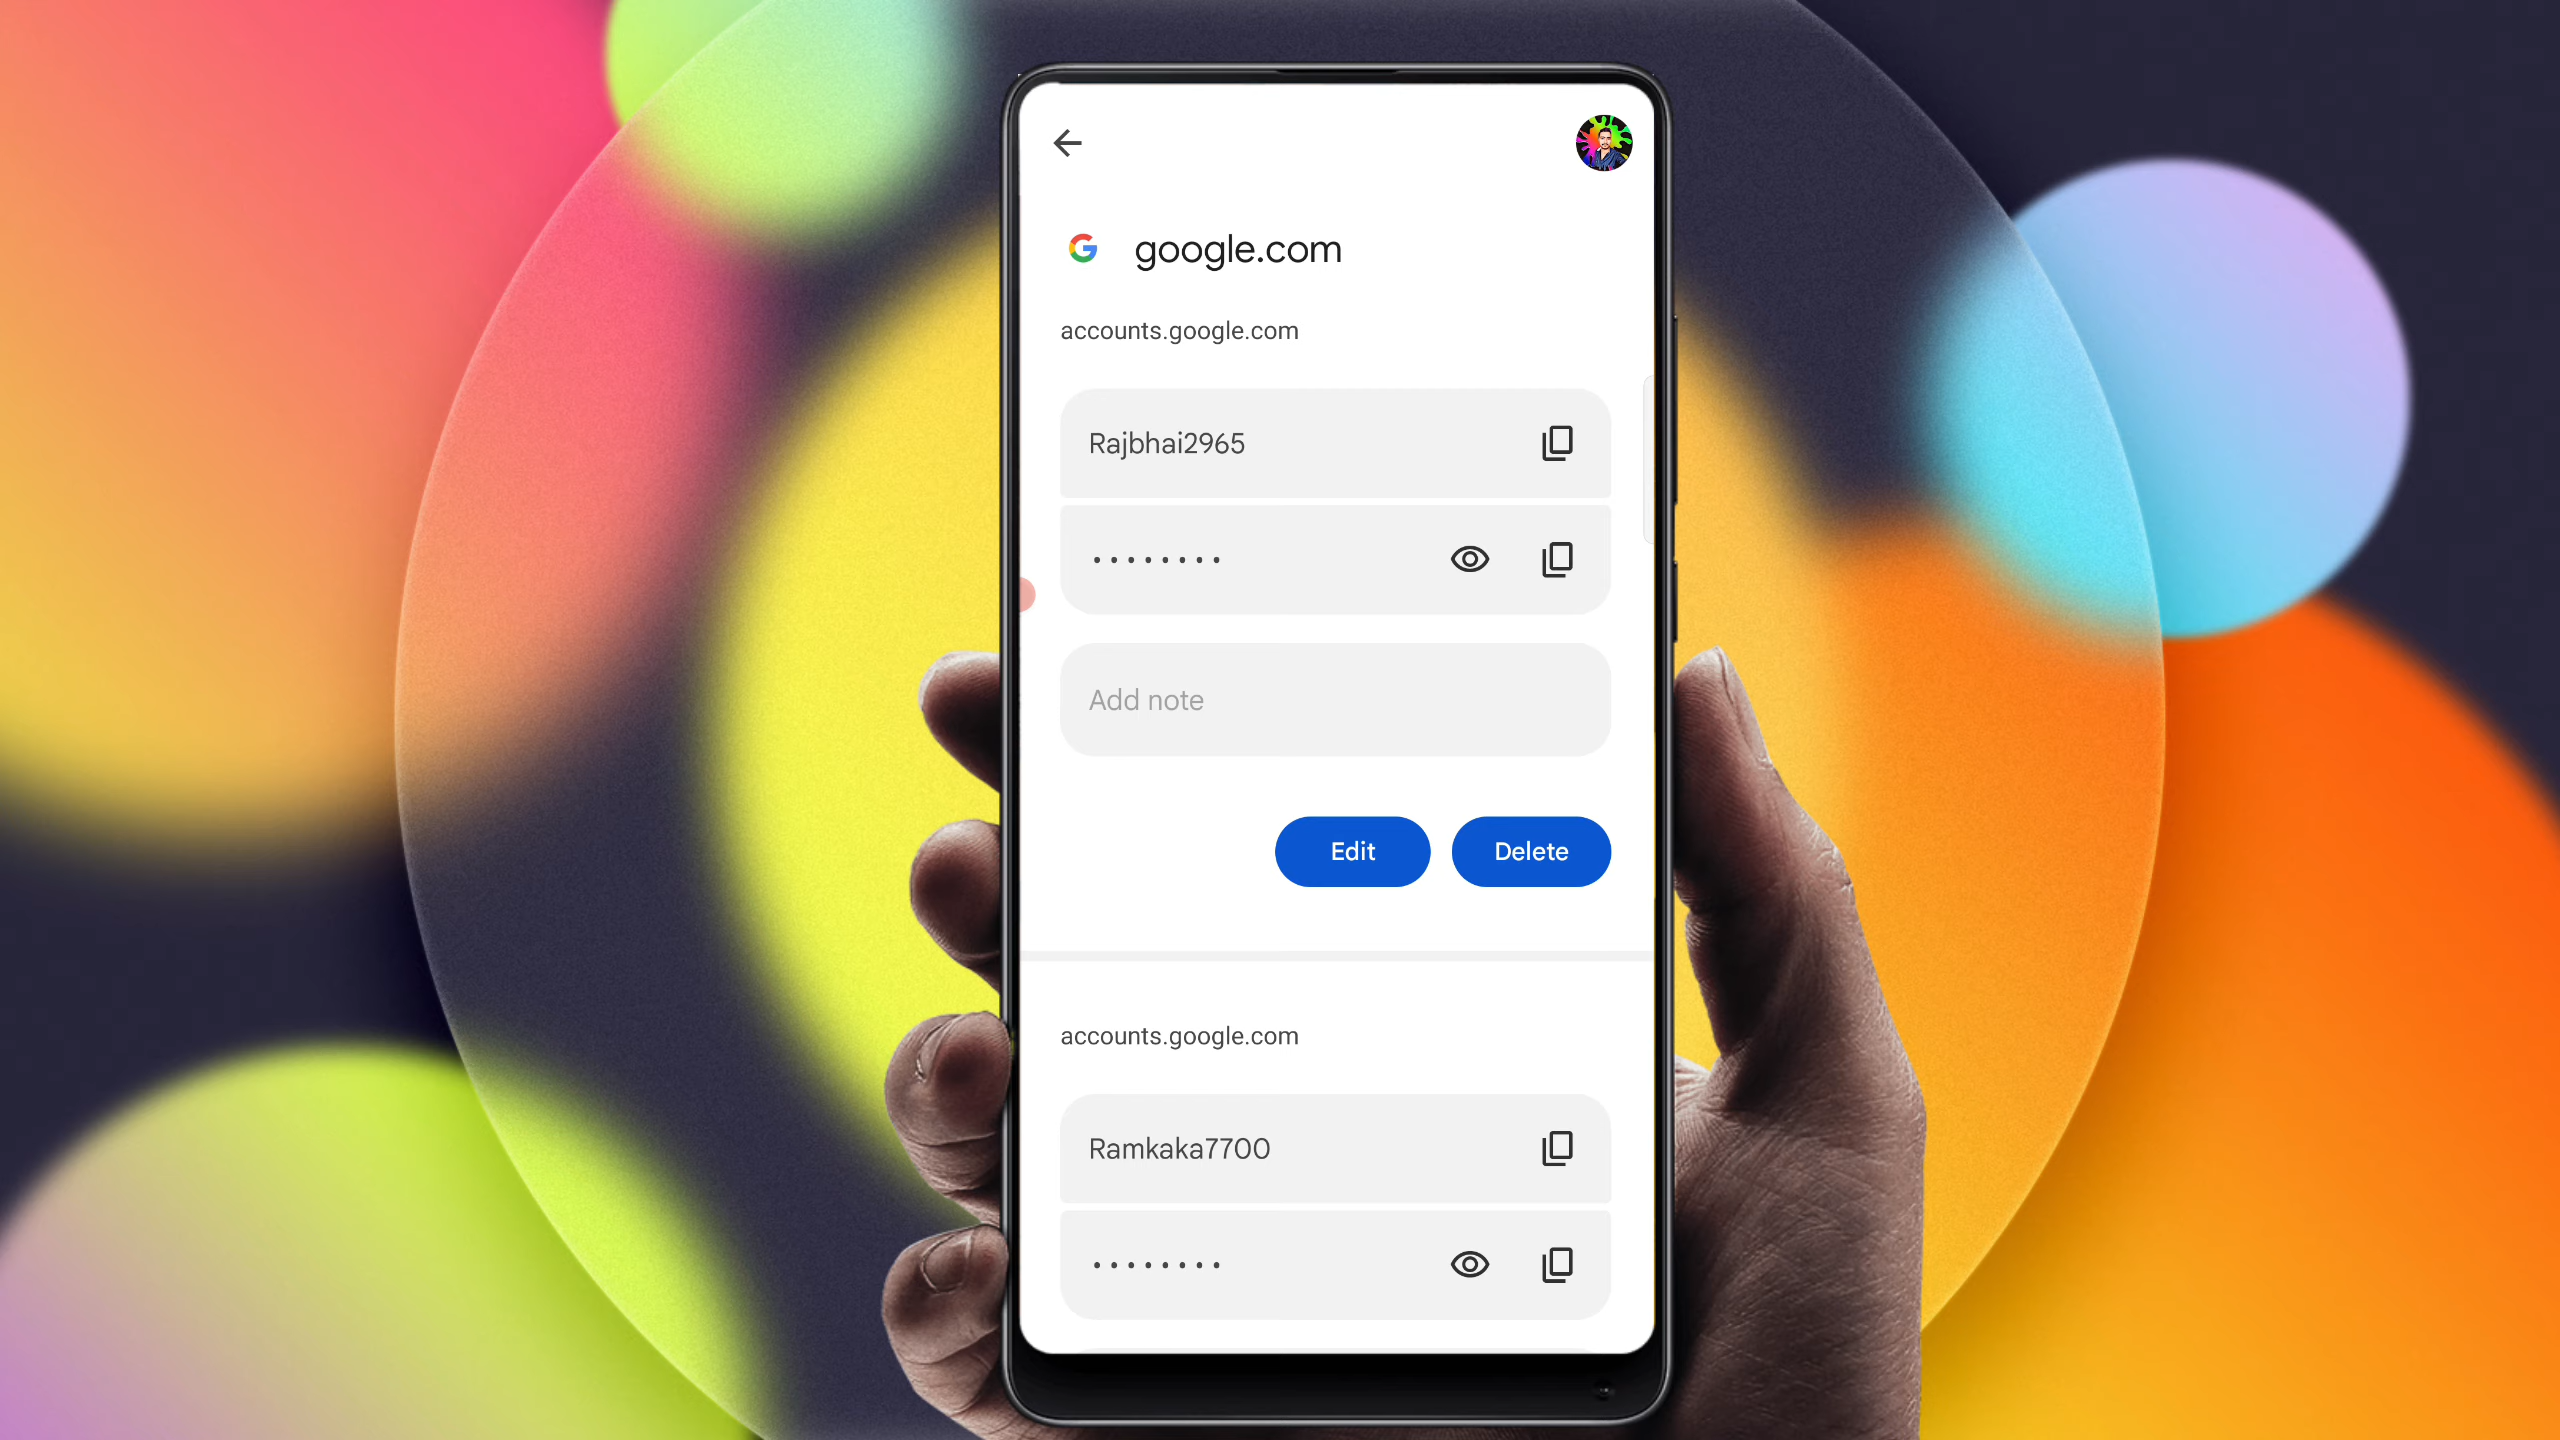 google.com
accounts.google.com
Rajbhai2965
••••••••
Add note
Edit Delete
accounts.google.com
Ramkaka7700
••••••••